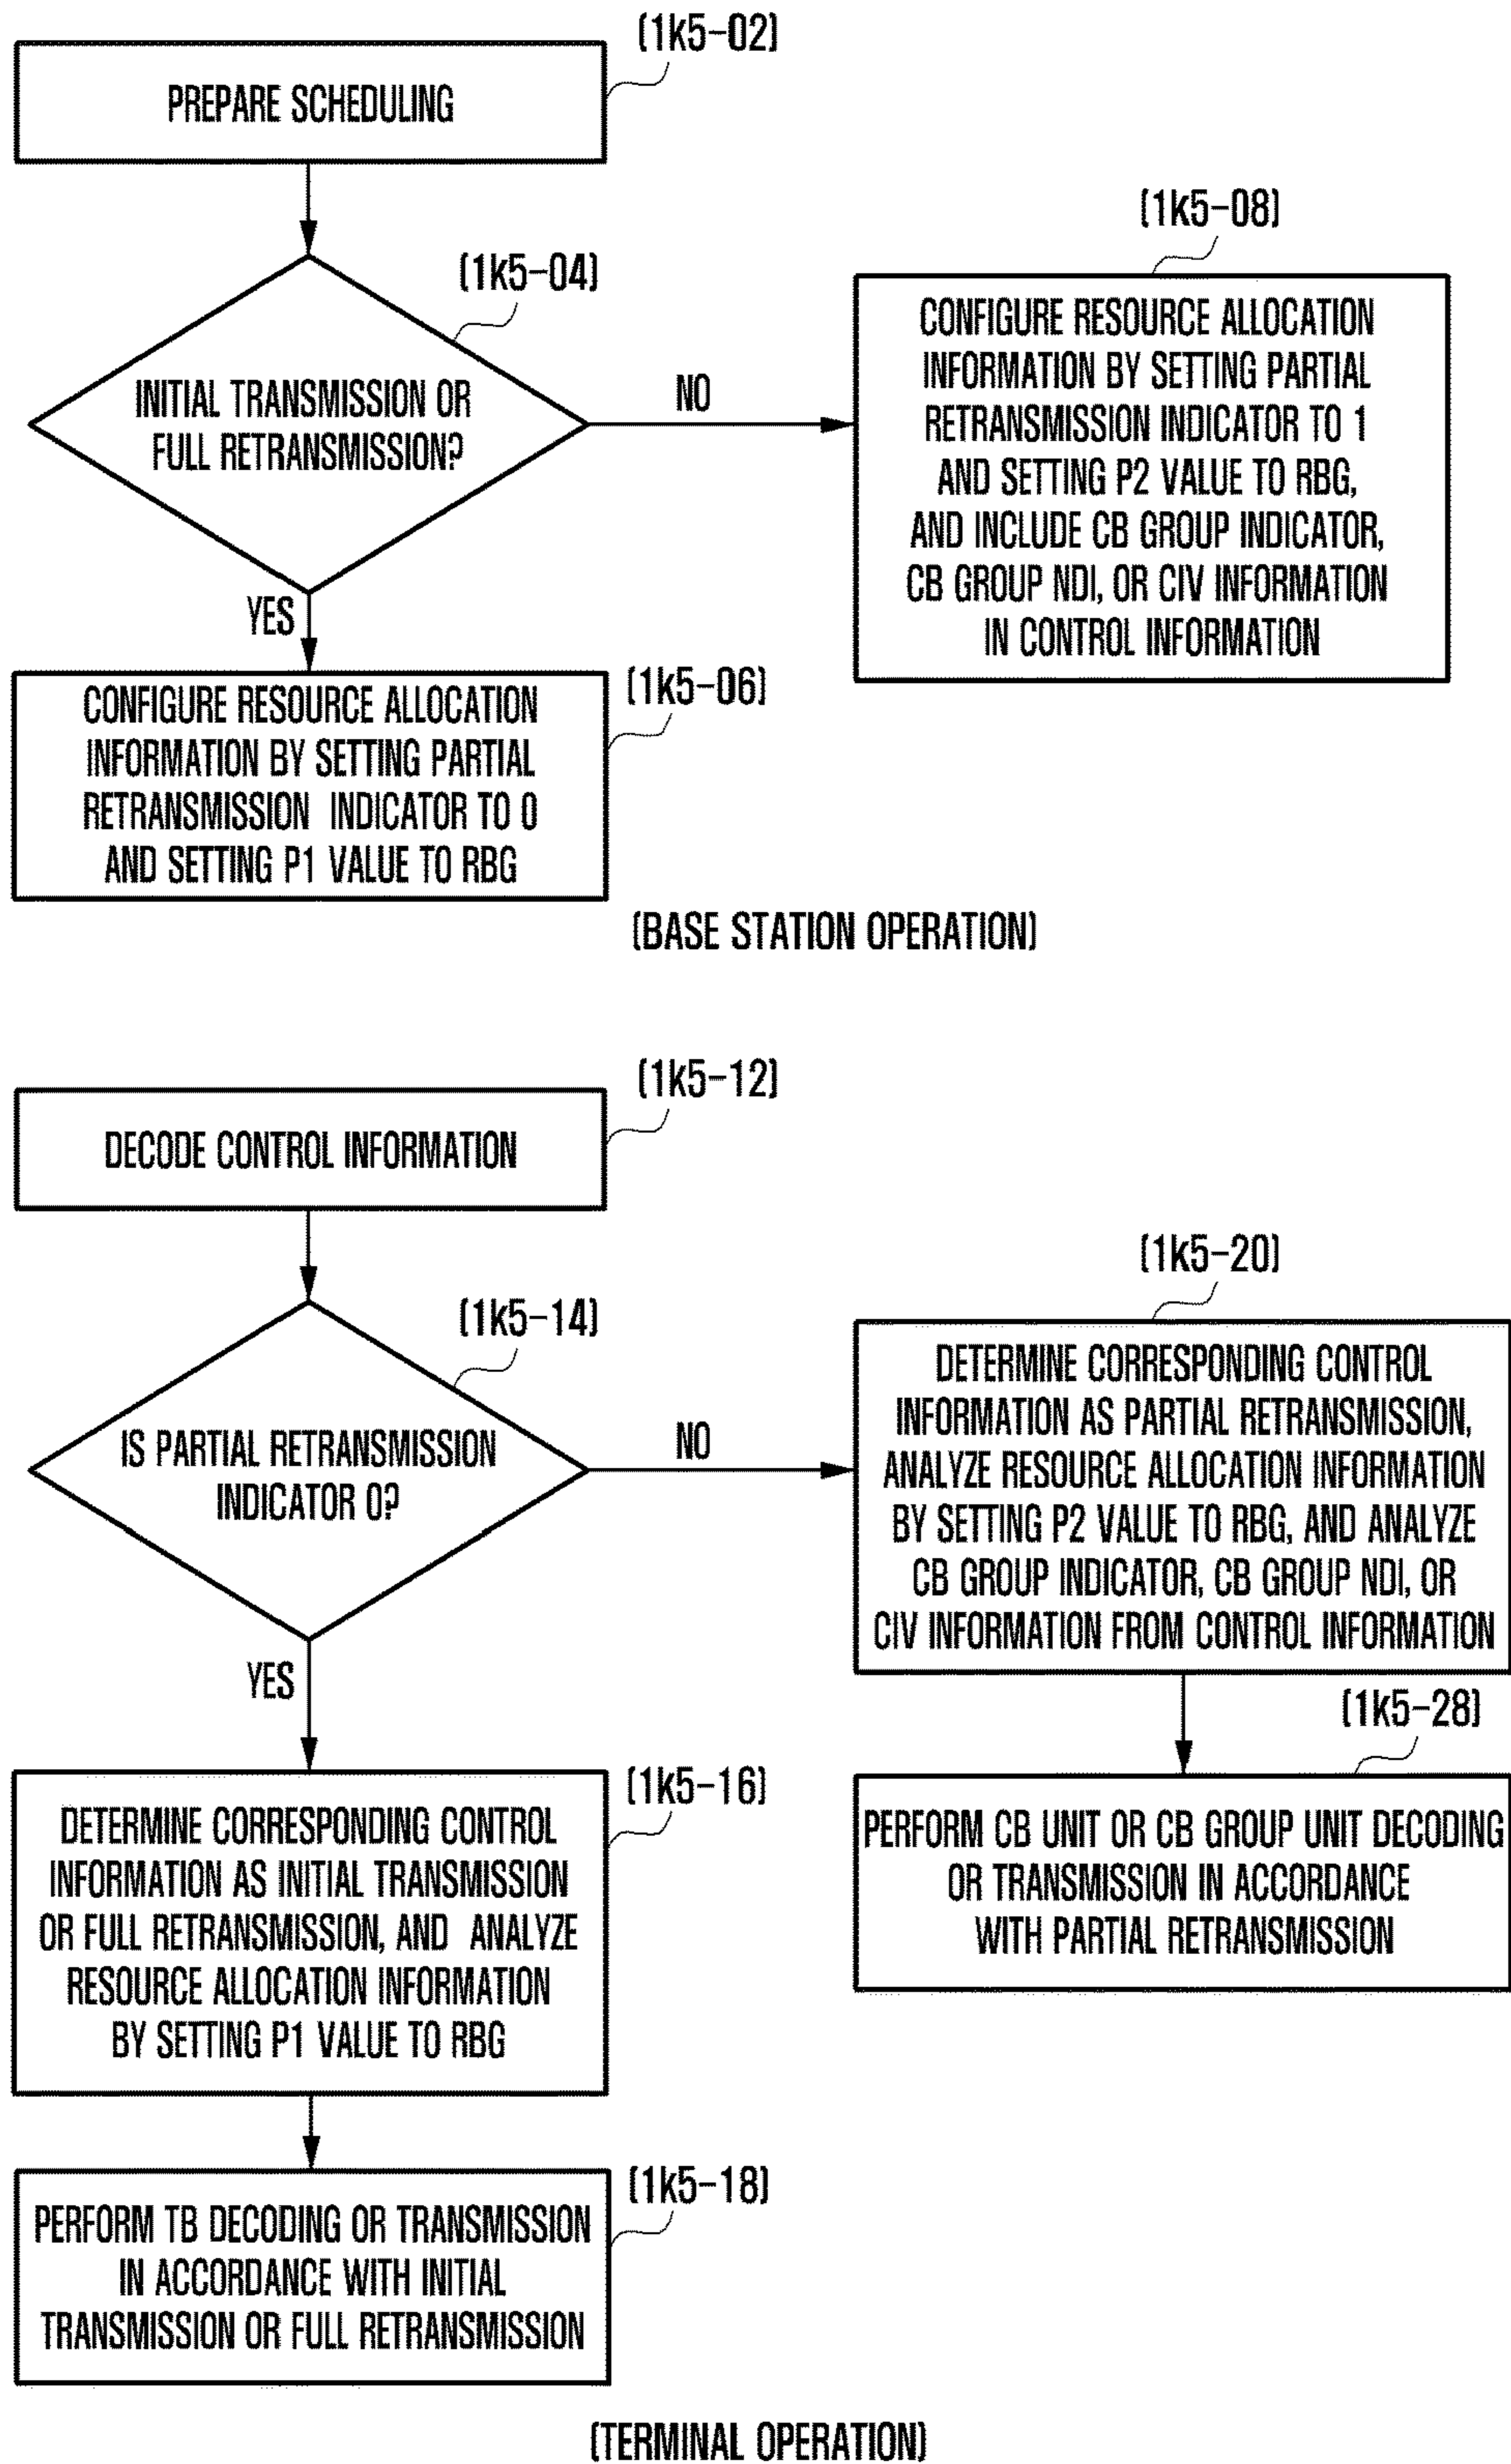 (1k5-02)
PREPARE SCHEDULING
(1k5-04)
INITIAL TRANSMISSION OR
FULL RETRANSMISSION?
NO
YES
(1k5-08)
CONFIGURE RESOURCE ALLOCATION
INFORMATION BY SETTING PARTIAL
RETRANSMISSION INDICATOR TO 1
AND SETTING P2 VALUE TO RBG,
AND INCLUDE CB GROUP INDICATOR,
CB GROUP NDI, OR CIV INFORMATION
IN CONTROL INFORMATION
(1k5-06)
CONFIGURE RESOURCE ALLOCATION
INFORMATION BY SETTING PARTIAL
RETRANSMISSION INDICATOR TO 0
AND SETTING P1 VALUE TO RBG
(BASE STATION OPERATION)
(1k5-12)
DECODE CONTROL INFORMATION
(1k5-14)
IS PARTIAL RETRANSMISSION
INDICATOR 0?
NO
YES
(1k5-20)
DETERMINE CORRESPONDING CONTROL
INFORMATION AS PARTIAL RETRANSMISSION,
ANALYZE RESOURCE ALLOCATION INFORMATION
BY SETTING P2 VALUE TO RBG, AND ANALYZE
CB GROUP INDICATOR, CB GROUP NDI, OR
CIV INFORMATION FROM CONTROL INFORMATION
(1k5-28)
PERFORM CB UNIT OR CB GROUP UNIT DECODING
OR TRANSMISSION IN ACCORDANCE
WITH PARTIAL RETRANSMISSION
(1k5-16)
DETERMINE CORRESPONDING CONTROL
INFORMATION AS INITIAL TRANSMISSION
OR FULL RETRANSMISSION, AND ANALYZE
RESOURCE ALLOCATION INFORMATION
BY SETTING P1 VALUE TO RBG
(1k5-18)
PERFORM TB DECODING OR TRANSMISSION
IN ACCORDANCE WITH INITIAL
TRANSMISSION OR FULL RETRANSMISSION
(TERMINAL OPERATION)